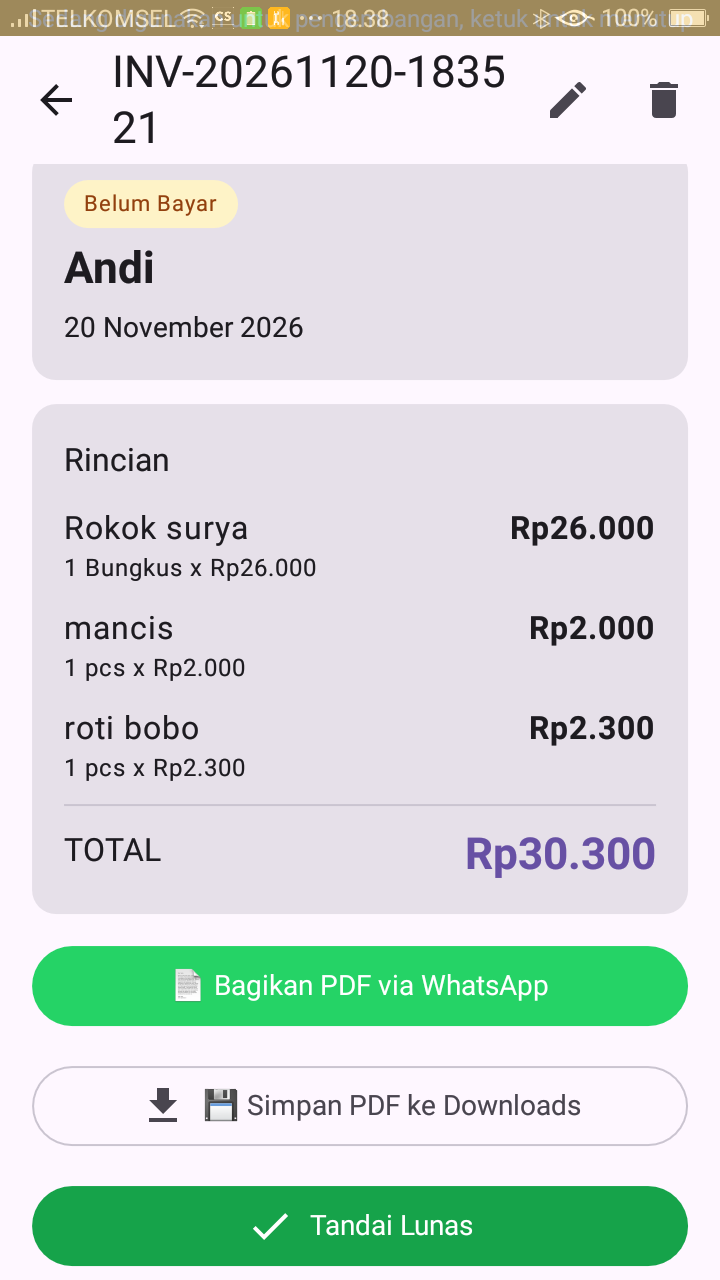 TELKOMSEL
18.38
100%
INV-20261120-1835
21
Belum Bayar
Andi
20 November 2026
Rincian
Rokok surya
Rp26.000
1 Bungkus x Rp26.000
mancis
Rp2.000
1 pcs x Rp2.000
roti bobo
Rp2.300
1 pcs x Rp2.300
TOTAL
Rp30.300
Bagikan PDF via WhatsApp
Simpan PDF ke Downloads
Tandai Lunas